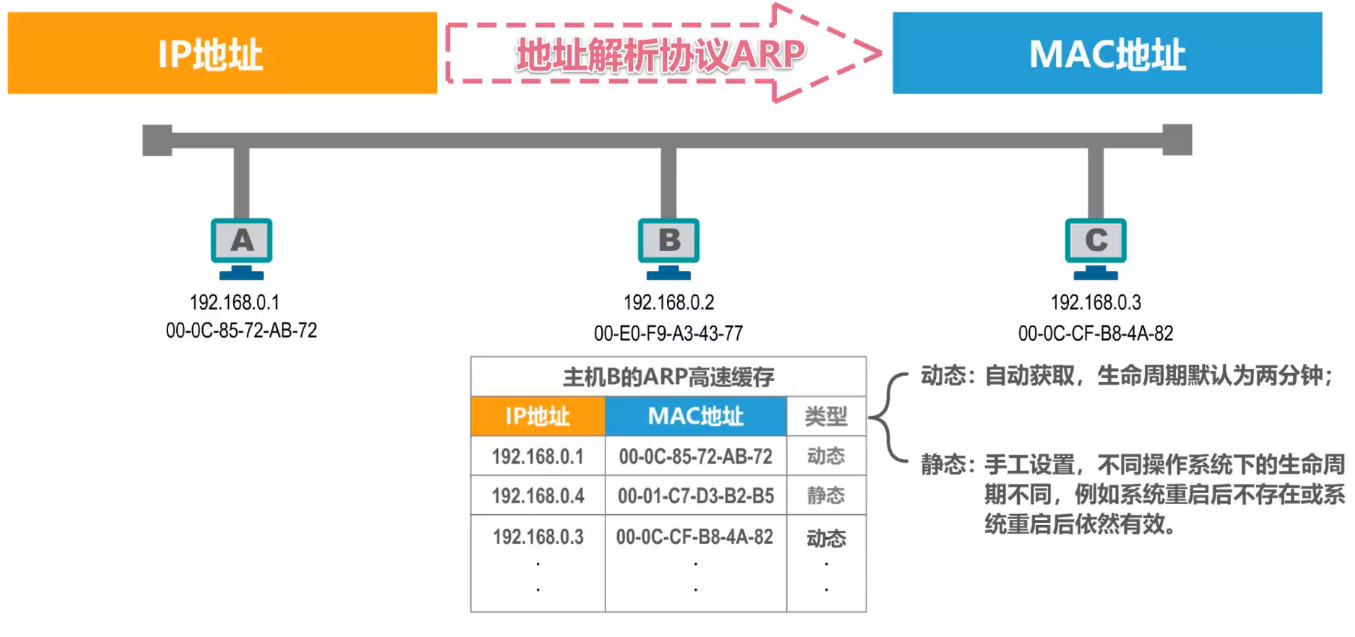 IP地址
地址解析协议ARP
MAC地址
A
B
C
192.168.0.1
00-0C-85-72-AB-72
192.168.0.2
00-E0-F9-A3-43-77
192.168.0.3
00-0C-CF-B8-4A-82
主机B的ARP高速缓存
IP地址 MAC地址 类型
192.168.0.1 00-0C-85-72-AB-72 动态
192.168.0.4 00-01-C7-D3-B2-B5 静态
192.168.0.3 00-0C-CF-B8-4A-82 动态
. . .
. . .
动态：自动获取，生命周期默认为两分钟；
静态：手工设置，不同操作系统下的生命周
期不同，例如系统重启后不存在或系
统重启后依然有效。